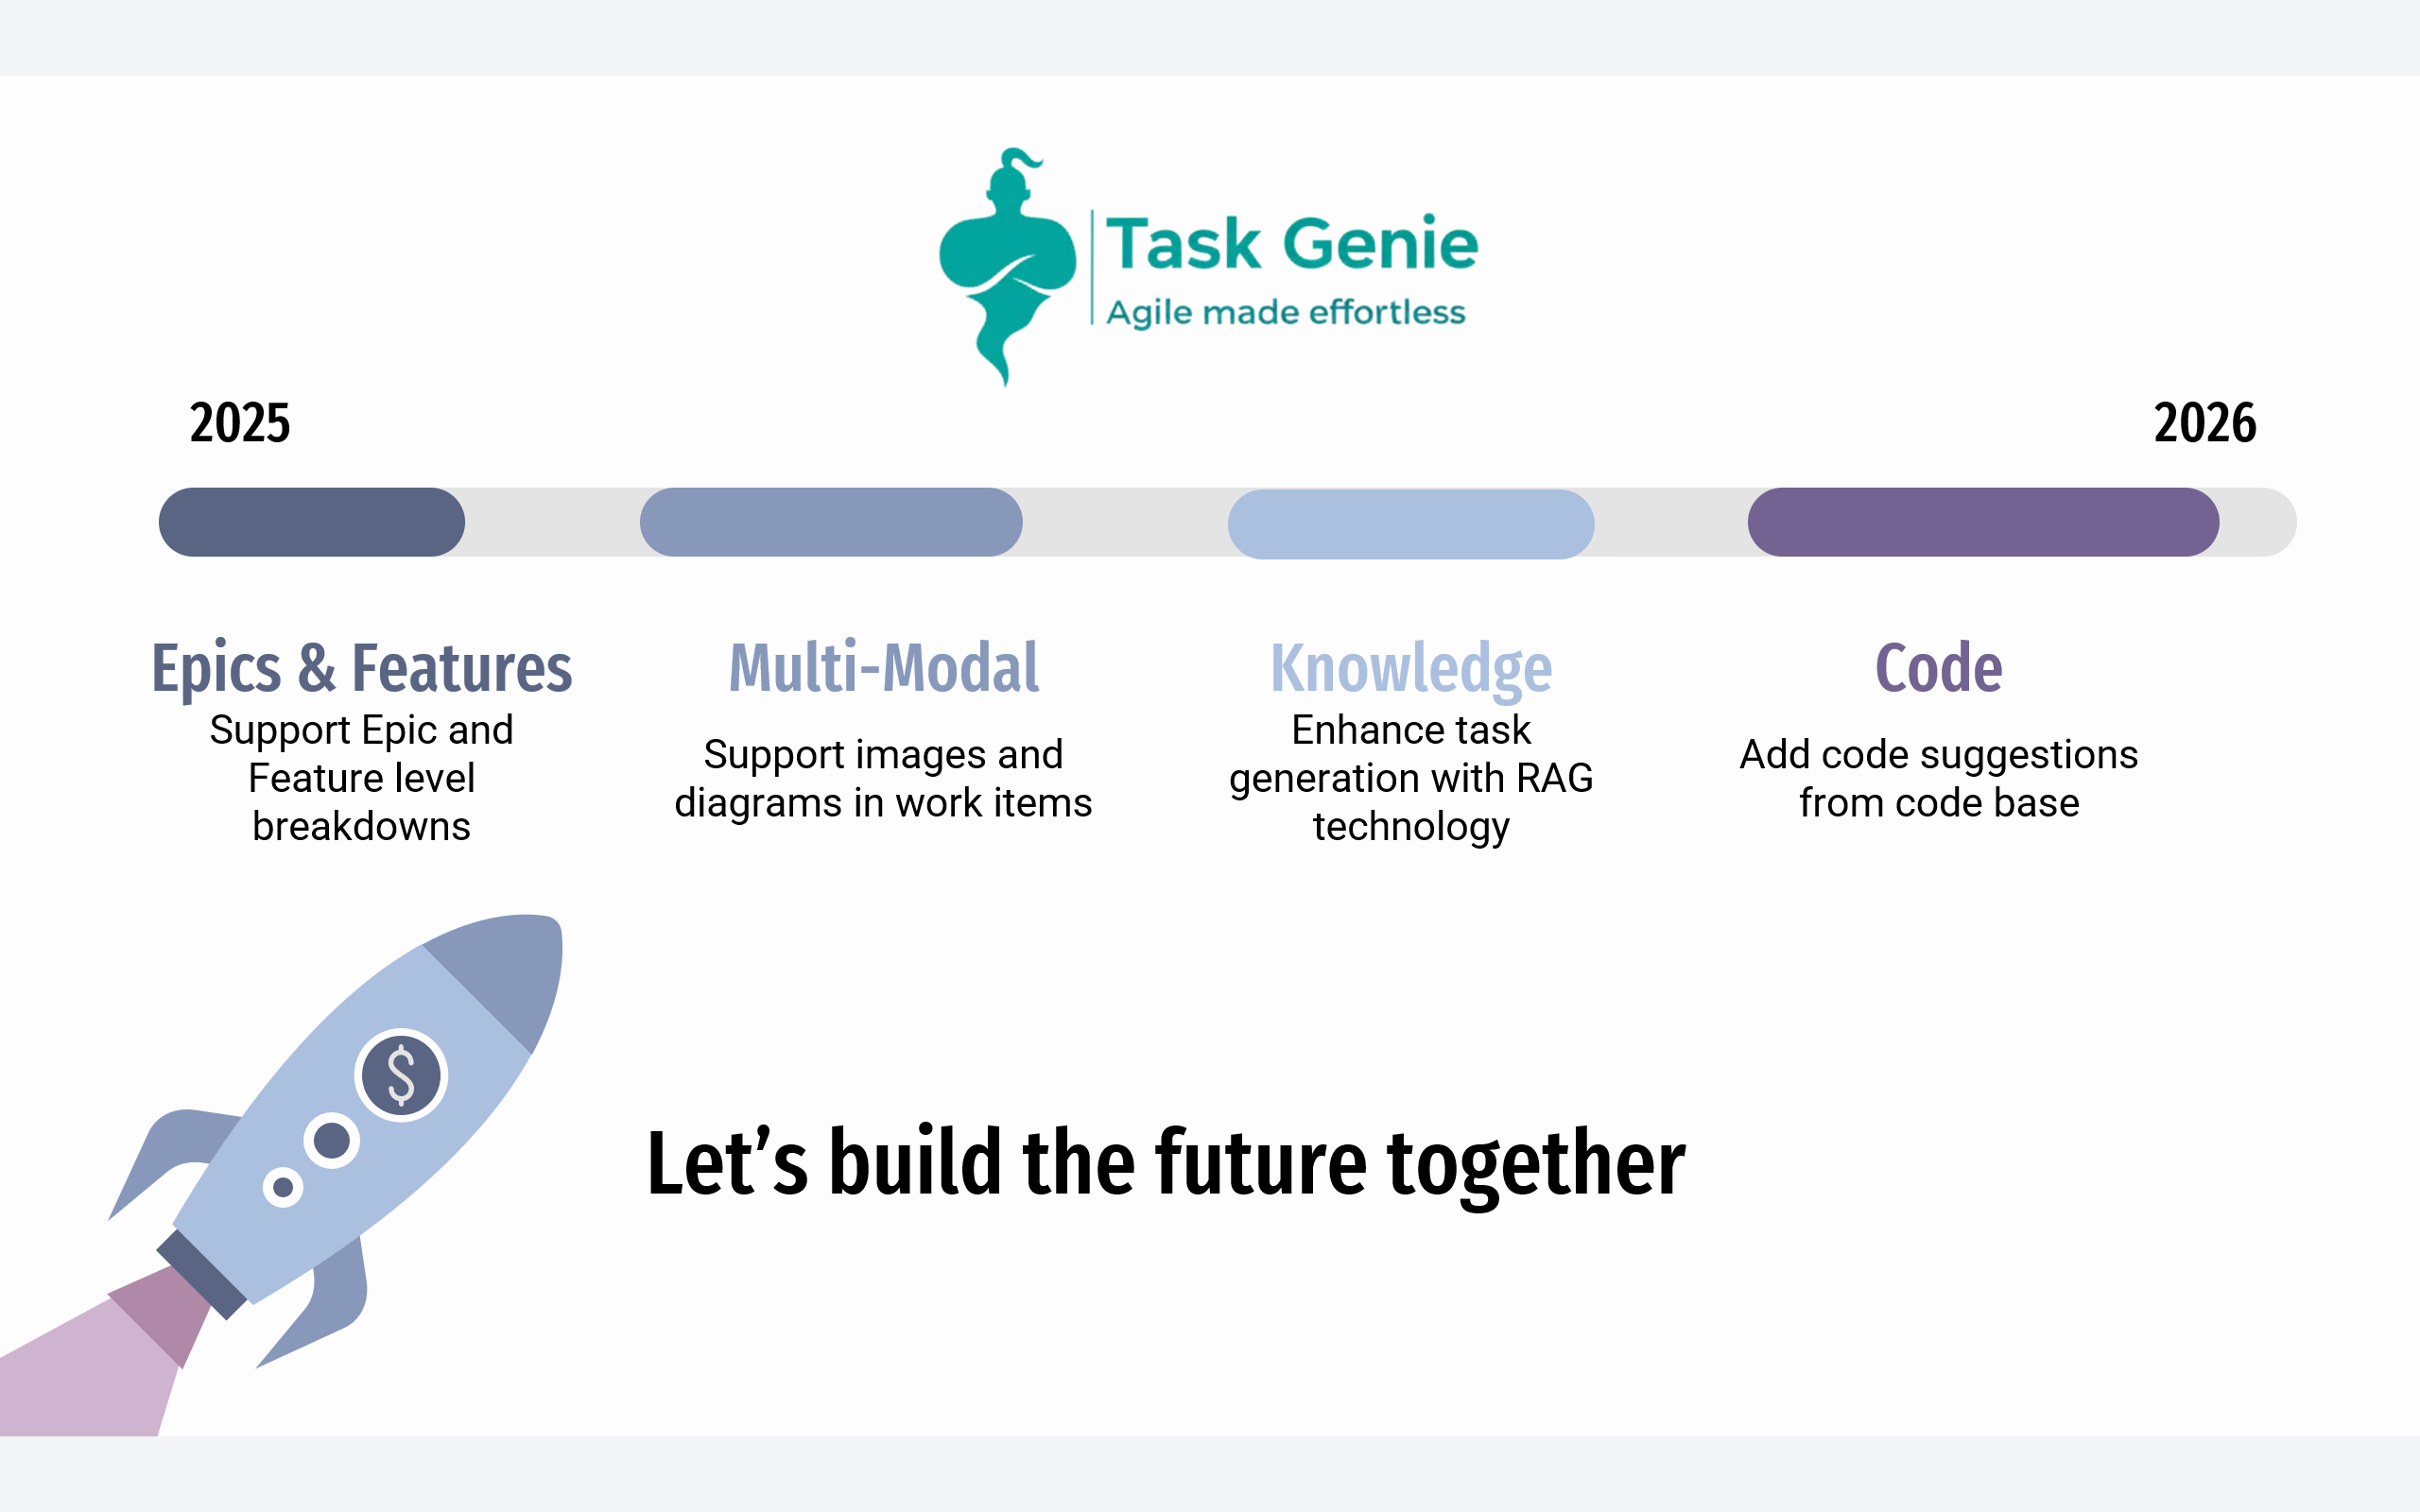 Task Genie
Agile made effortless
2025
2026
Epics & Features
Support Epic and
Feature level
breakdowns
Multi-Modal
Support images and
diagrams in work items
Knowledge
Enhance task
generation with RAG
technology
Code
Add code suggestions
from code base
$
Let’s build the future together